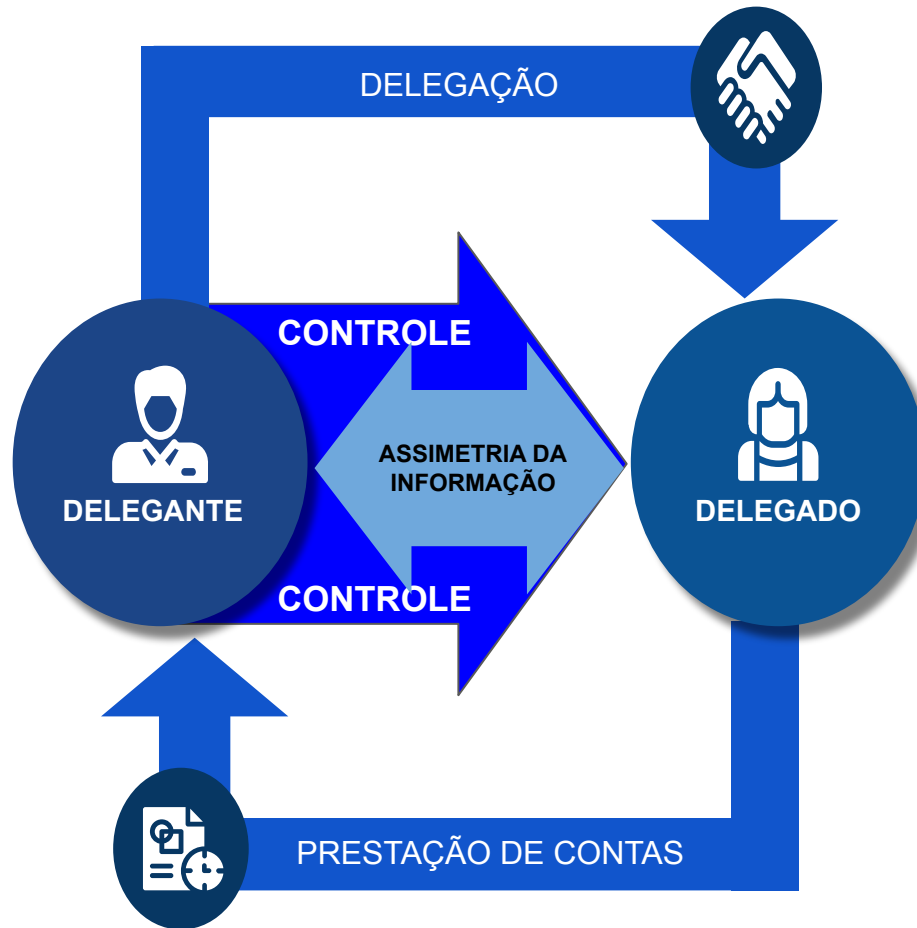 DELEGAÇÃO
CONTROLE
ASSIMETRIA DA
INFORMAÇÃO
DELEGANTE
DELEGADO
CONTROLE
PRESTAÇÃO DE CONTAS